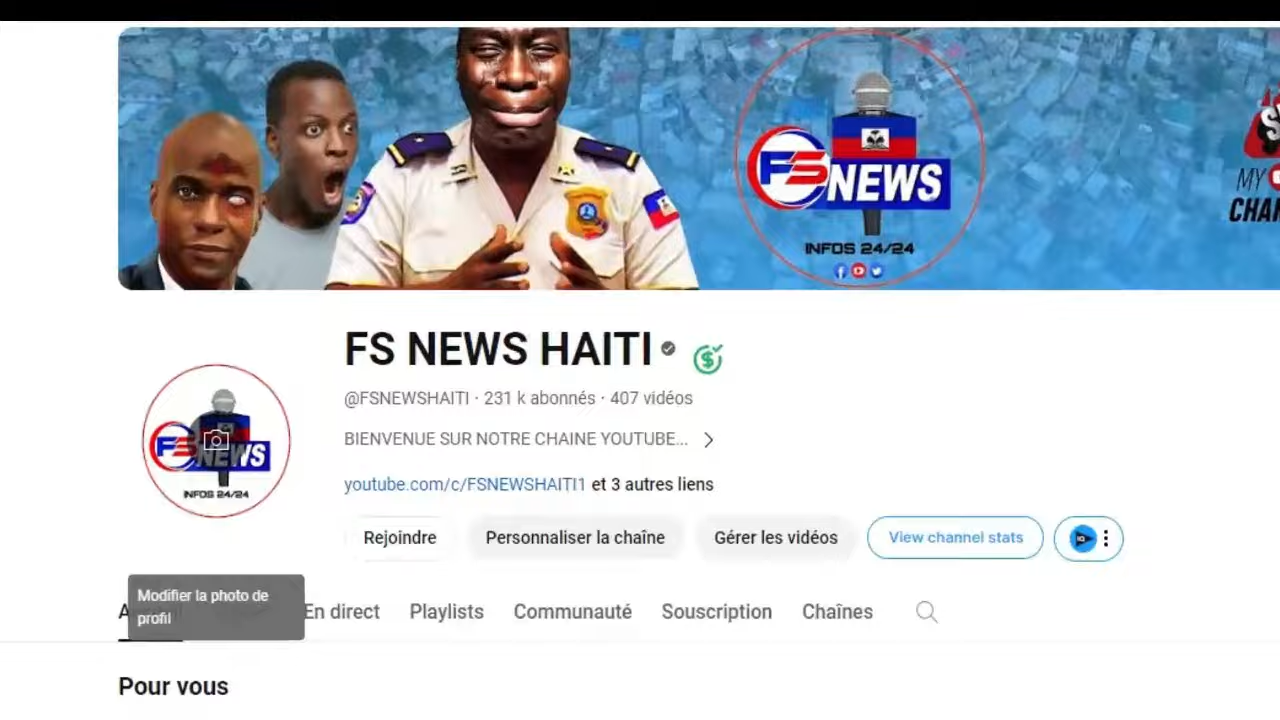 FS NEWS
INFOS 24/24
MY
FS NEWS HAITI
@FSNEWSHAITI · 231 k abonnés · 407 vidéos
BIENVENUE SUR NOTRE CHAINE YOUTUBE...
youtube.com/c/FSNEWSHAITI1 et 3 autres liens
FS NEWS
INFOS 24/24
Rejoindre
Personnaliser la chaîne
Gérer les vidéos
View channel stats
Modifier la photo de
profil
En direct
Playlists
Communauté
Souscription
Chaînes
Pour vous